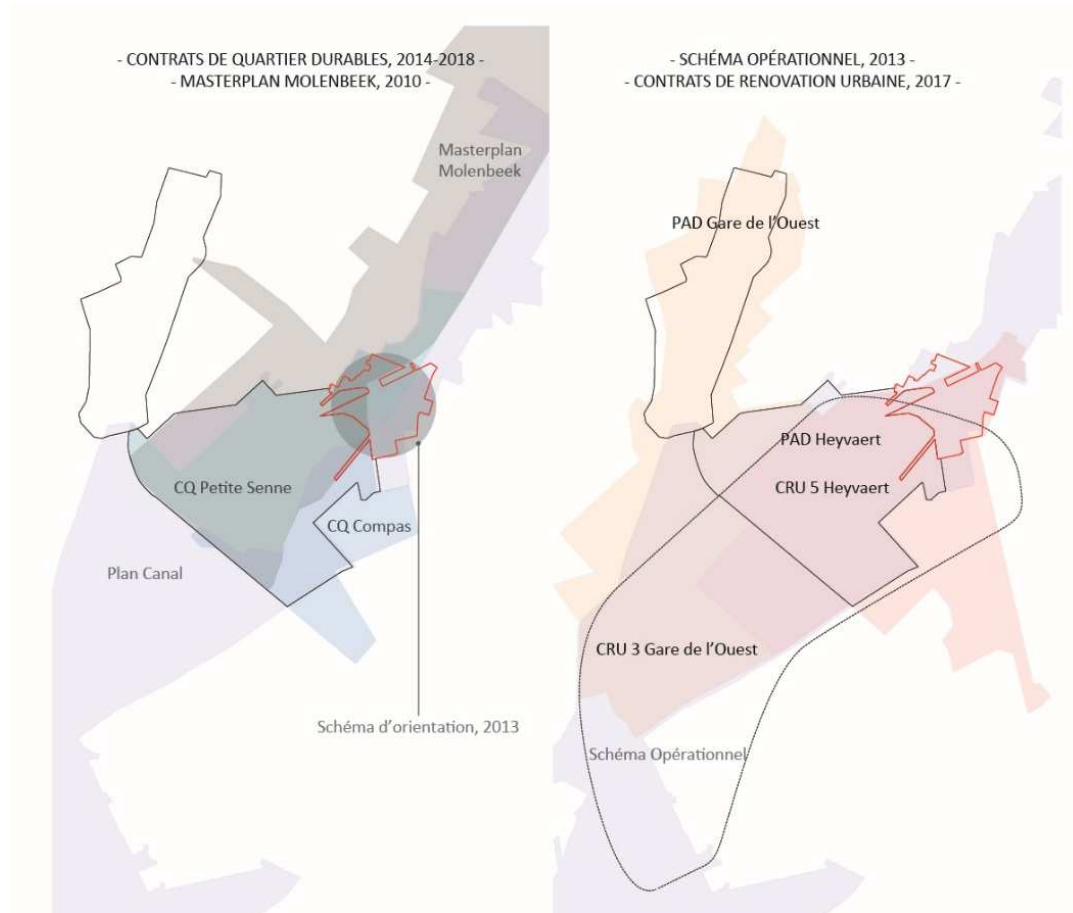 - CONTRATS DE QUARTIER DURABLES, 2014-2018 -
- MASTERPLAN MOLENBEEK, 2010 -
Masterplan
Molenbeek
CQ Petite Senne
CQ Compas
Plan Canal
Schéma d'orientation, 2013
- SCHÉMA OPÉRATIONNEL, 2013 -
- CONTRATS DE RENOVATION URBAINE, 2017 -
PAD Gare de l'Ouest
PAD Heyvaert
CRU 5 Heyvaert
CRU 3 Gare de l'Ouest
Schéma Opérationnel